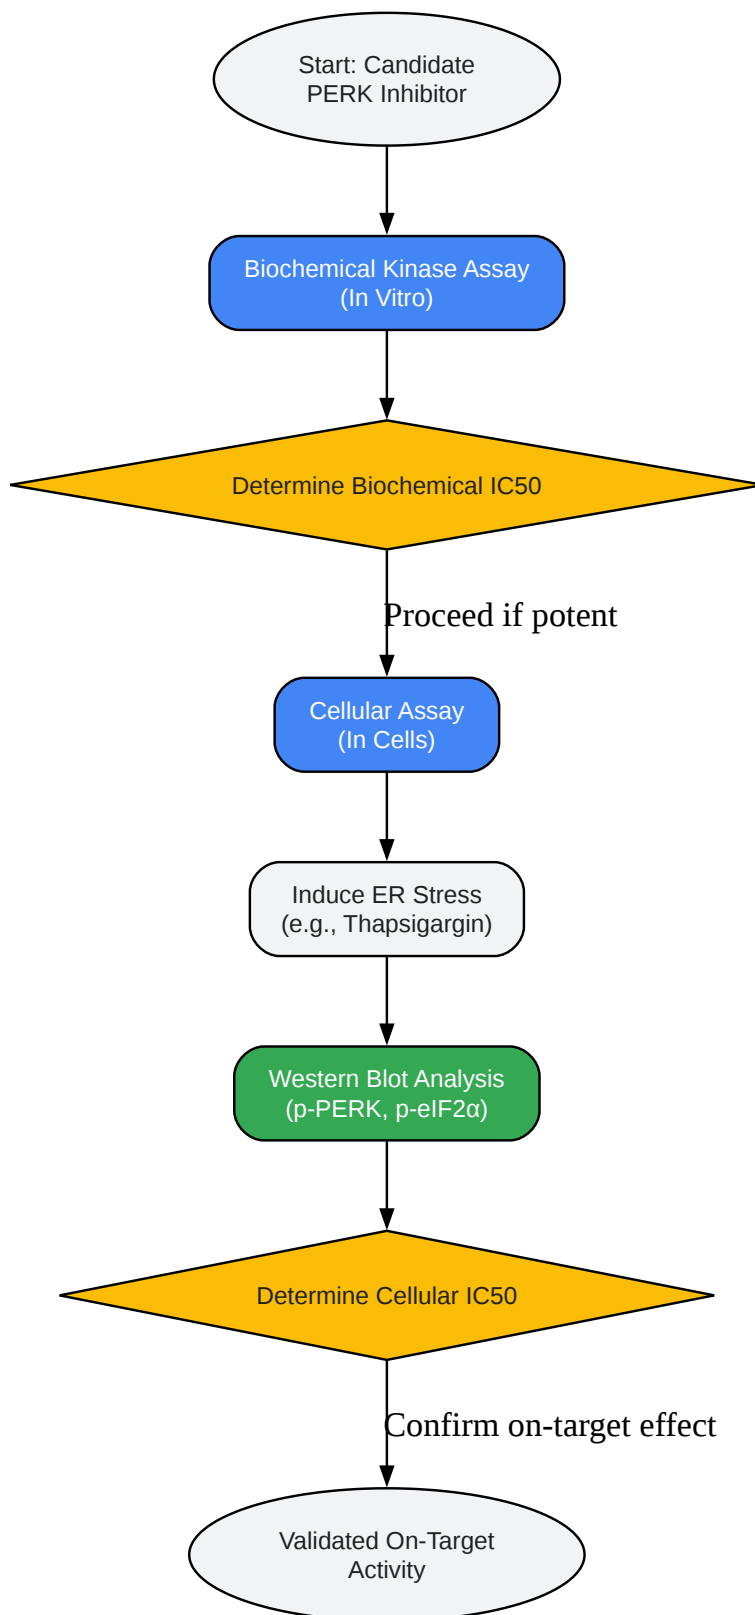 Start: Candidate
PERK Inhibitor
Biochemical Kinase Assay
(In Vitro)
Determine Biochemical IC50
Proceed if potent
Cellular Assay
(In Cells)
Induce ER Stress
(e.g., Thapsigargin)
Western Blot Analysis
(p-PERK, p-eIF2α)
Determine Cellular IC50
Confirm on-target effect
Validated On-Target
Activity